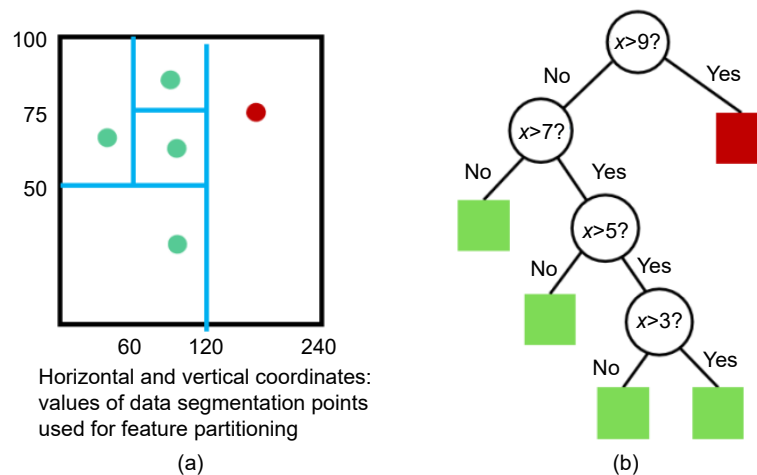 100
75
50
60 120 240
Horizontal and vertical coordinates:
values of data segmentation points
used for feature partitioning
(a)
x>9?
No Yes
x>7?
No Yes
x>5?
No Yes
x>3?
No Yes
(b)